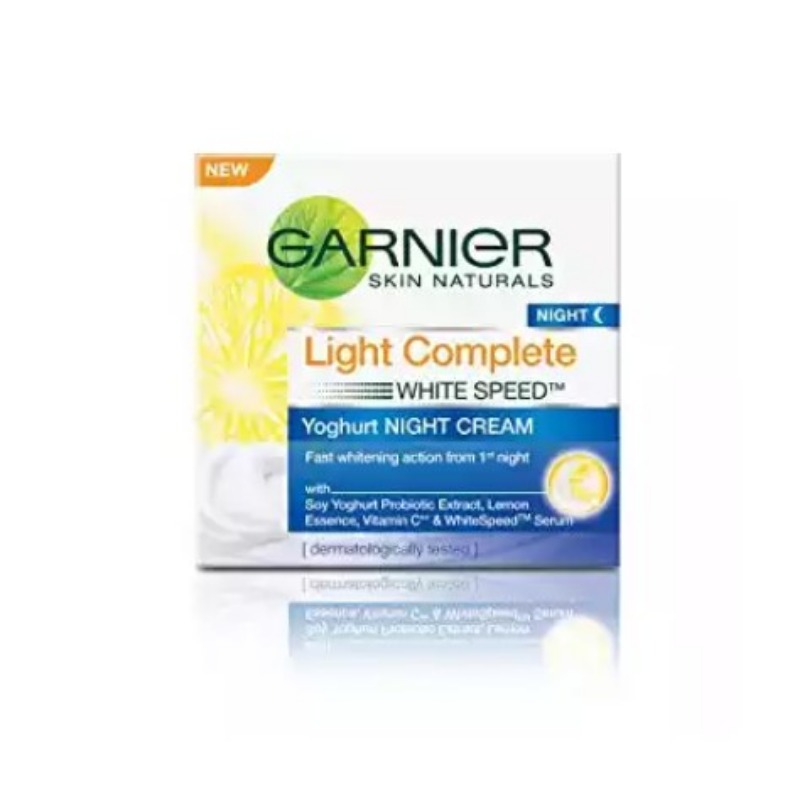 NEW
GARNIER
SKIN NATURALS
NIGHT
Light Complete
WHITE SPEED™
Yoghurt NIGHT CREAM
Fast whitening action from 1st night
with
Soy Yoghurt Probiotic Extract, Lemon
Essence, Vitamin C** & WhiteSpeed™ Serum
[ dermatologically tested ]